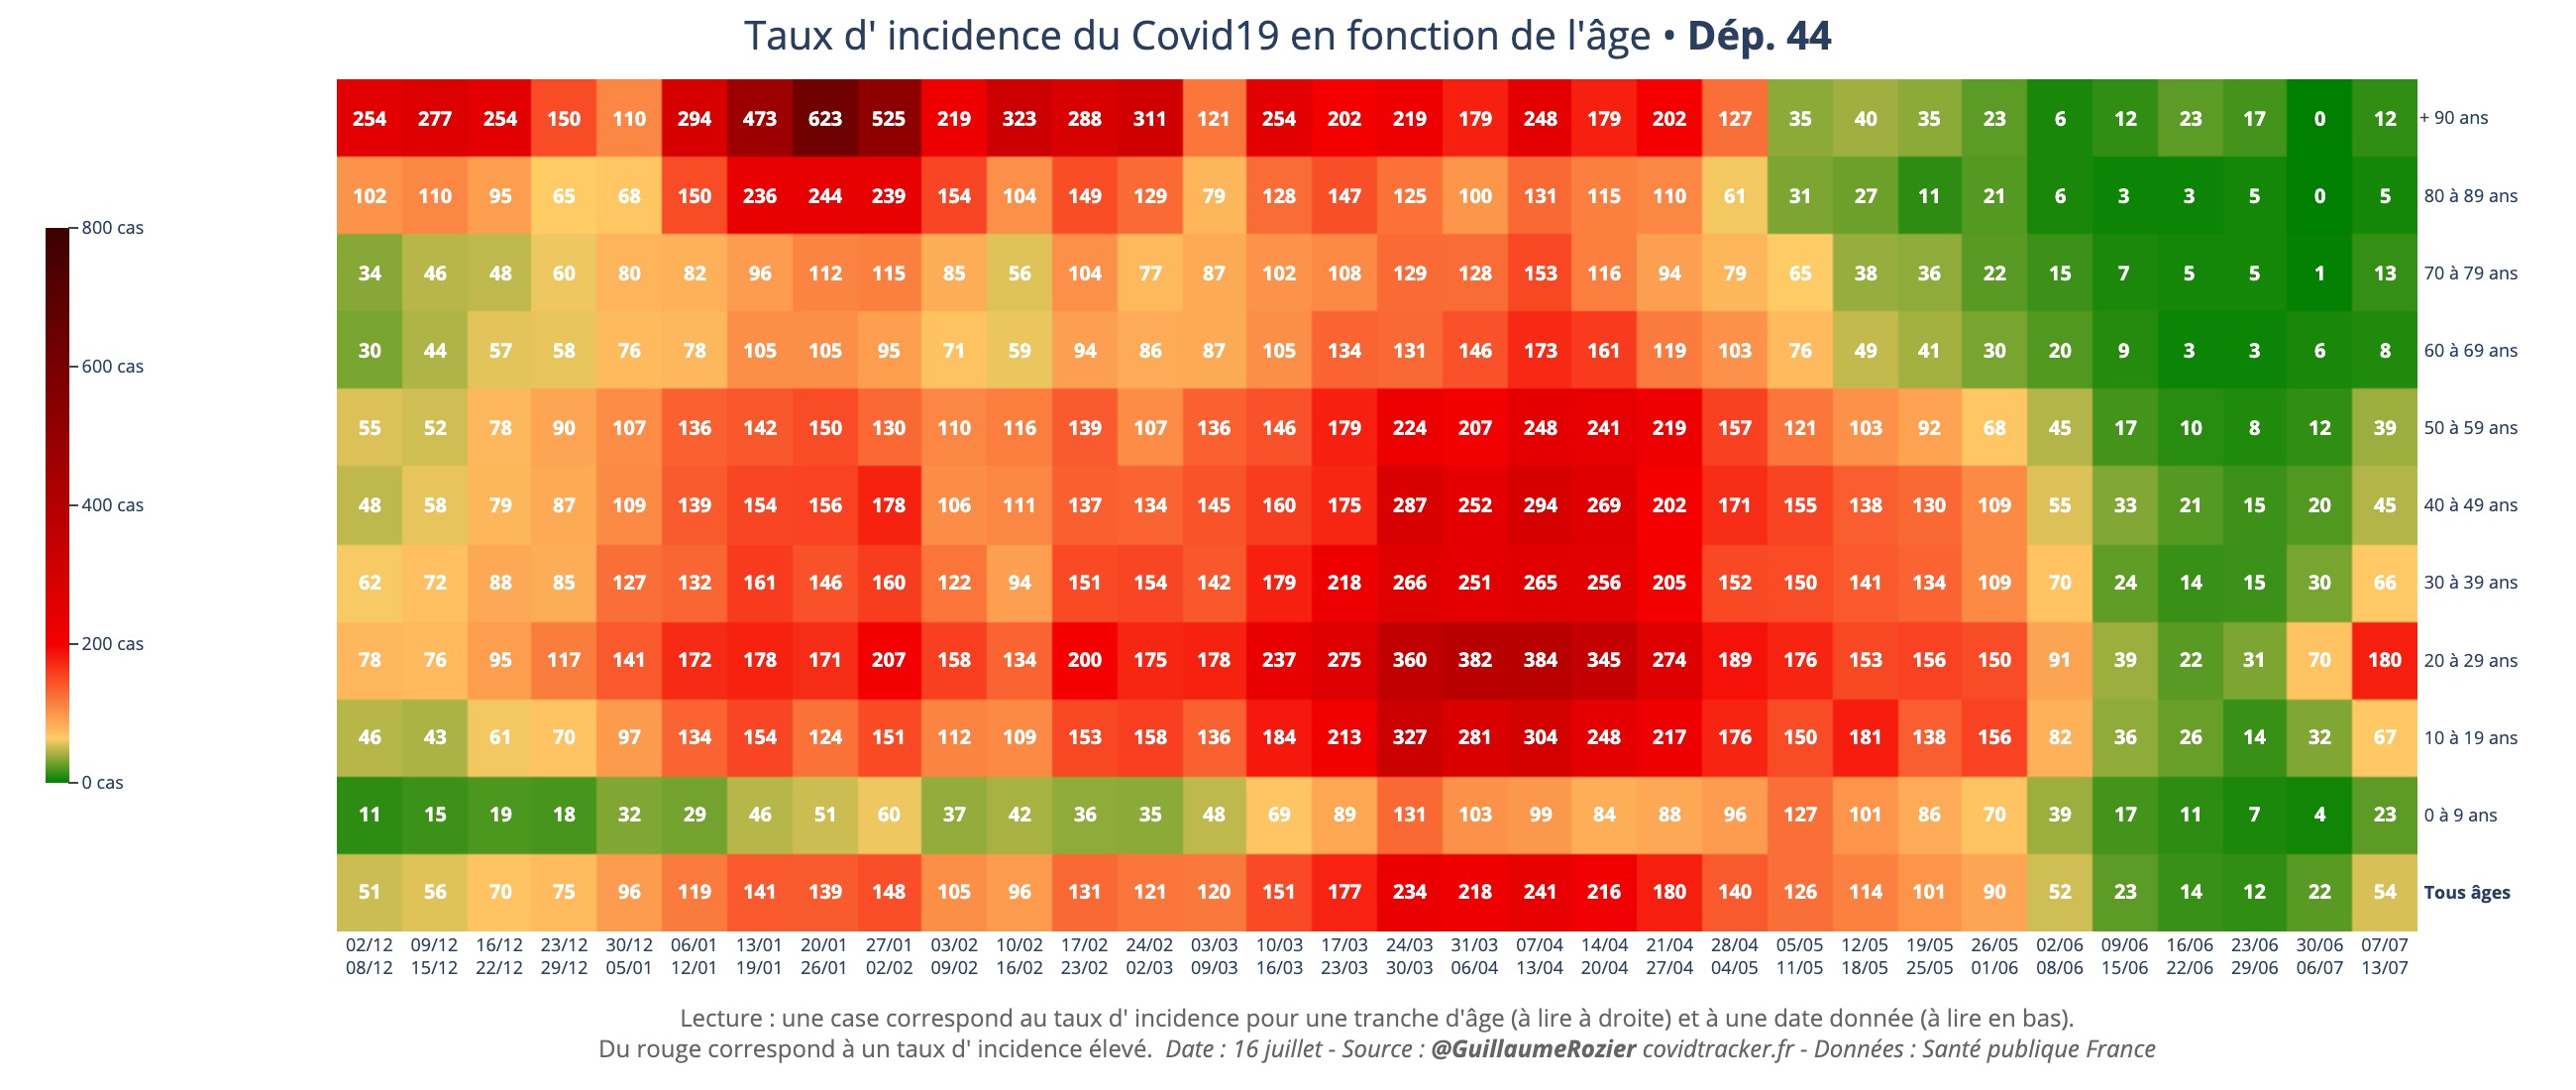 Taux d' incidence du Covid19 en fonction de l'âge • Dép. 44
800 cas
600 cas
400 cas
200 cas
0 cas
254 277 254 150 110 294 473 623 525 219 323 288 311 121 254 202 219 179 248 179 202 127 35 40 35 23 6 12 23 17 0 12 + 90 ans
102 110 95 65 68 150 236 244 239 154 104 149 129 79 128 147 125 100 131 115 110 61 31 27 11 21 6 3 3 5 0 5 80 à 89 ans
34 46 48 60 80 82 96 112 115 85 56 104 77 87 102 108 129 128 153 116 94 79 65 38 36 22 15 7 5 5 1 13 70 à 79 ans
30 44 57 58 76 78 105 105 95 71 59 94 86 87 105 134 131 146 173 161 119 103 76 49 41 30 20 9 3 3 6 8 60 à 69 ans
55 52 78 90 107 136 142 150 130 110 116 139 107 136 146 179 224 207 248 241 219 157 121 103 92 68 45 17 10 8 12 39 50 à 59 ans
48 58 79 87 109 139 154 156 178 106 111 137 134 145 160 175 287 252 294 269 202 171 155 138 130 109 55 33 21 15 20 45 40 à 49 ans
62 72 88 85 127 132 161 146 160 122 94 151 154 142 179 218 266 251 265 256 205 152 150 141 134 109 70 24 14 15 30 66 30 à 39 ans
78 76 95 117 141 172 178 171 207 158 134 200 175 178 237 275 360 382 384 345 274 189 176 153 156 150 91 39 22 31 70 180 20 à 29 ans
46 43 61 70 97 134 154 124 151 112 109 153 158 136 184 213 327 281 304 248 217 176 150 181 138 156 82 36 26 14 32 67 10 à 19 ans
11 15 19 18 32 29 46 51 60 37 42 36 35 48 69 89 131 103 99 84 88 96 127 101 86 70 39 17 11 7 4 23 0 à 9 ans
51 56 70 75 96 119 141 139 148 105 96 131 121 120 151 177 234 218 241 216 180 140 126 114 101 90 52 23 14 12 22 54 Tous âges
02/12 09/12 16/12 23/12 30/12 06/01 13/01 20/01 27/01 03/02 10/02 17/02 24/02 03/03 10/03 17/03 24/03 31/03 07/04 14/04 21/04 28/04 05/05 12/05 19/05 26/05 02/06 09/06 16/06 23/06 30/06 07/07
08/12 15/12 22/12 29/12 05/01 12/01 19/01 26/01 02/02 09/02 16/02 23/02 02/03 09/03 16/03 23/03 30/03 06/04 13/04 20/04 27/04 04/05 11/05 18/05 25/05 01/06 08/06 15/06 22/06 29/06 06/07 13/07
Lecture : une case correspond au taux d' incidence pour une tranche d'âge (à lire à droite) et à une date donnée (à lire en bas).
Du rouge correspond à un taux d' incidence élevé. Date : 16 juillet - Source : @GuillaumeRozier covidtracker.fr - Données : Santé publique France